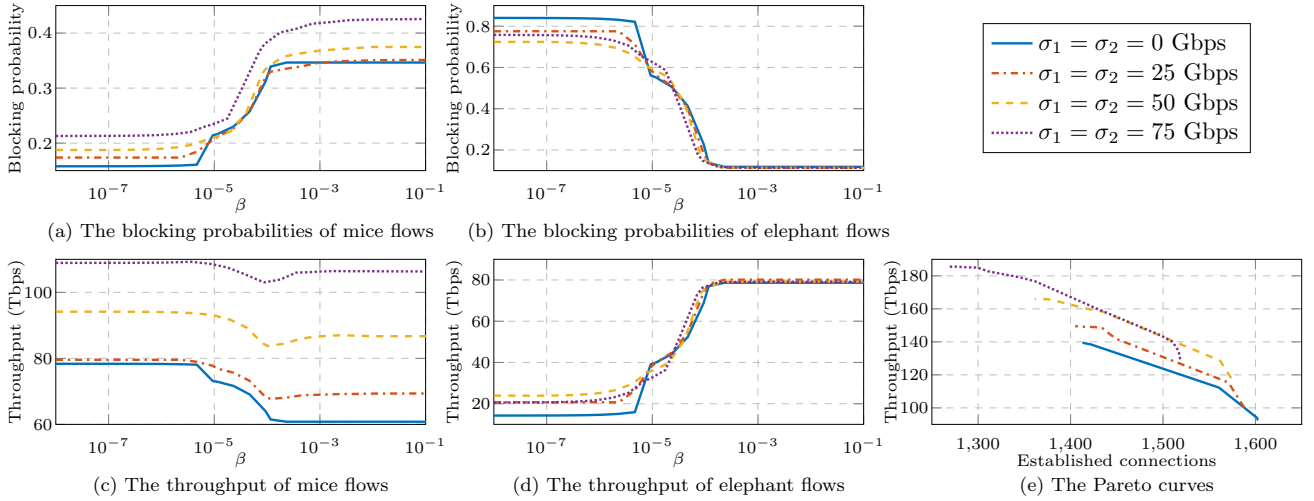 Blocking probability
0.4
0.3
0.2
10^-7
10^-5
10^-3
10^-1
β
(a) The blocking probabilities of mice flows
Blocking probability
0.8
0.6
0.4
0.2
10^-7
10^-5
10^-3
10^-1
β
(b) The blocking probabilities of elephant flows
σ1 = σ2 = 0 Gbps
σ1 = σ2 = 25 Gbps
σ1 = σ2 = 50 Gbps
σ1 = σ2 = 75 Gbps
Throughput (Tbps)
100
80
60
10^-7
10^-5
10^-3
10^-1
β
(c) The throughput of mice flows
Throughput (Tbps)
80
60
40
20
10^-7
10^-5
10^-3
10^-1
β
(d) The throughput of elephant flows
Throughput (Tbps)
180
160
140
120
100
1,300
1,400
1,500
1,600
Established connections
(e) The Pareto curves